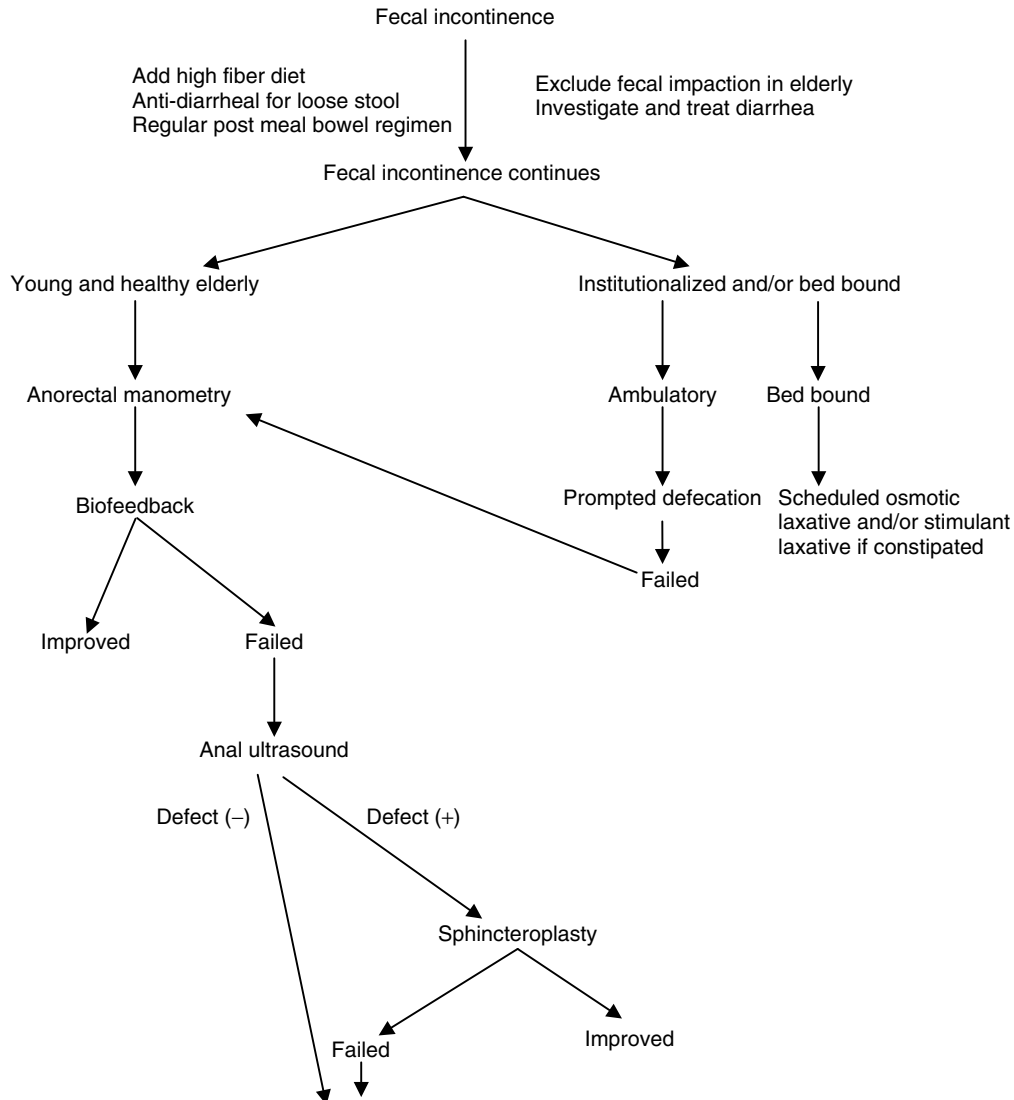 Fecal incontinence
Add high fiber diet
Anti-diarrheal for loose stool
Regular post meal bowel regimen
Exclude fecal impaction in elderly
Investigate and treat diarrhea
Fecal incontinence continues
Young and healthy elderly
Institutionalized and/or bed bound
Anorectal manometry
Ambulatory
Bed bound
Biofeedback
Prompted defecation
Scheduled osmotic
laxative and/or stimulant
laxative if constipated
Failed
Improved
Failed
Anal ultrasound
Defect (−)
Defect (+)
Sphincteroplasty
Failed
Improved